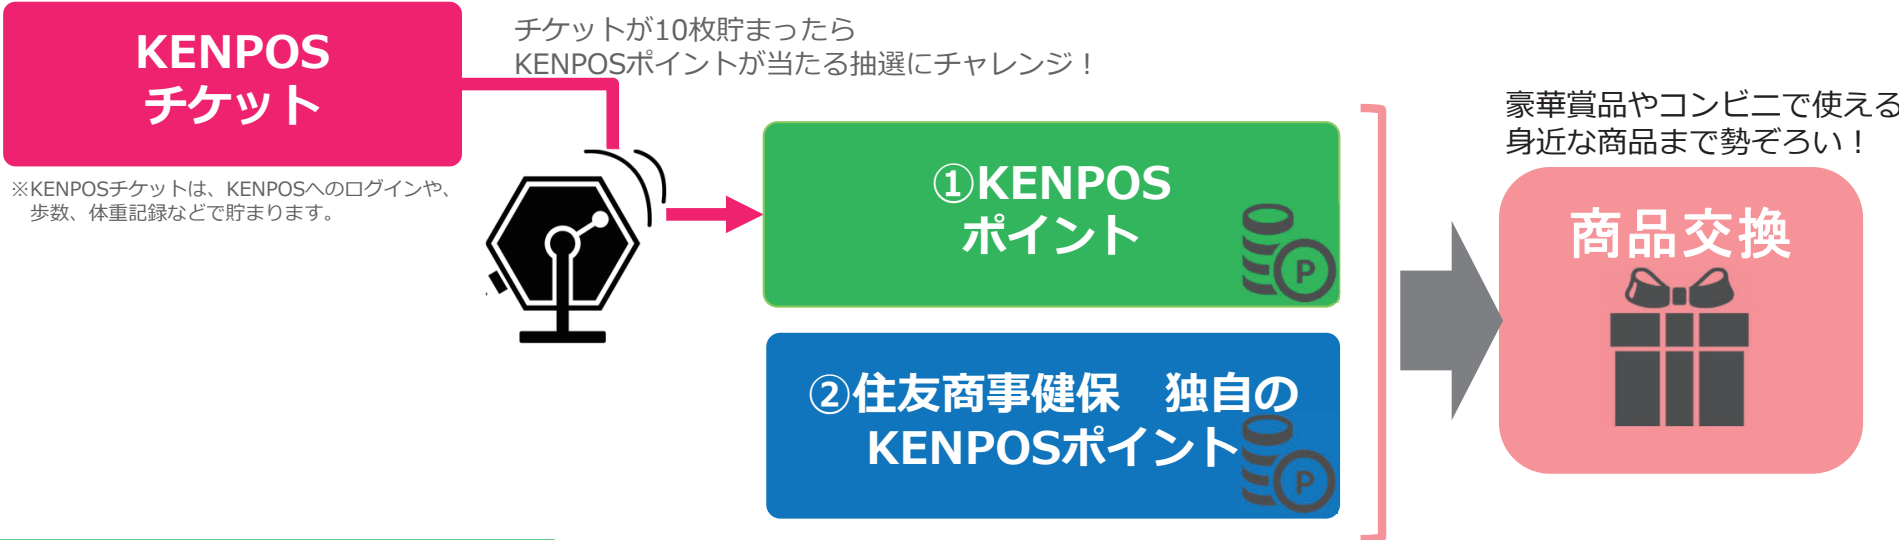 KENPOS
チケット
チケットが10枚貯まったら
KENPOSポイントが当たる抽選にチャレンジ！
※KENPOSチケットは、KENPOSへのログインや、
歩数、体重記録などで貯まります。
①KENPOS
ポイント
P
②住友商事健保　独自の
KENPOSポイント
P
豪華賞品やコンビニで使える
身近な商品まで勢ぞろい！
商品交換